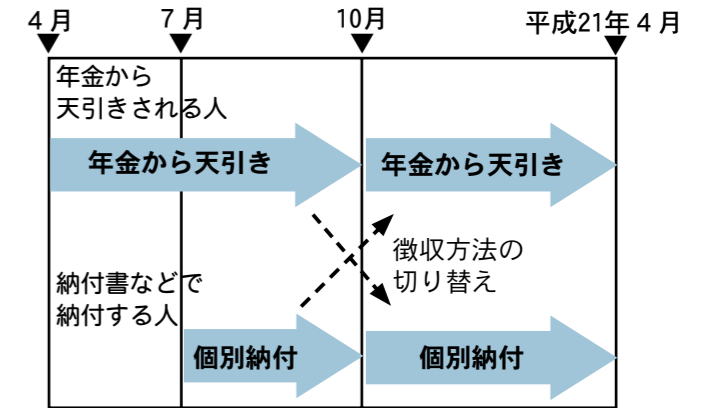 4月
7月
10月
平成21年4月
年金から
天引きされる人
年金から天引き
年金から天引き
徴収方法の
切り替え
納付書などで
納付する人
個別納付
個別納付